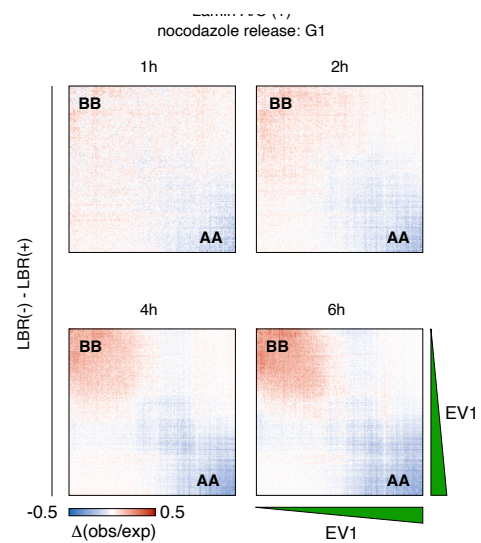 nocodazole release: G1
1h
2h
BB
AA
BB
AA
LBR(-) - LBR(+)
4h
6h
BB
AA
BB
AA
EV1
-0.5
0.5
Δ(obs/exp)
EV1